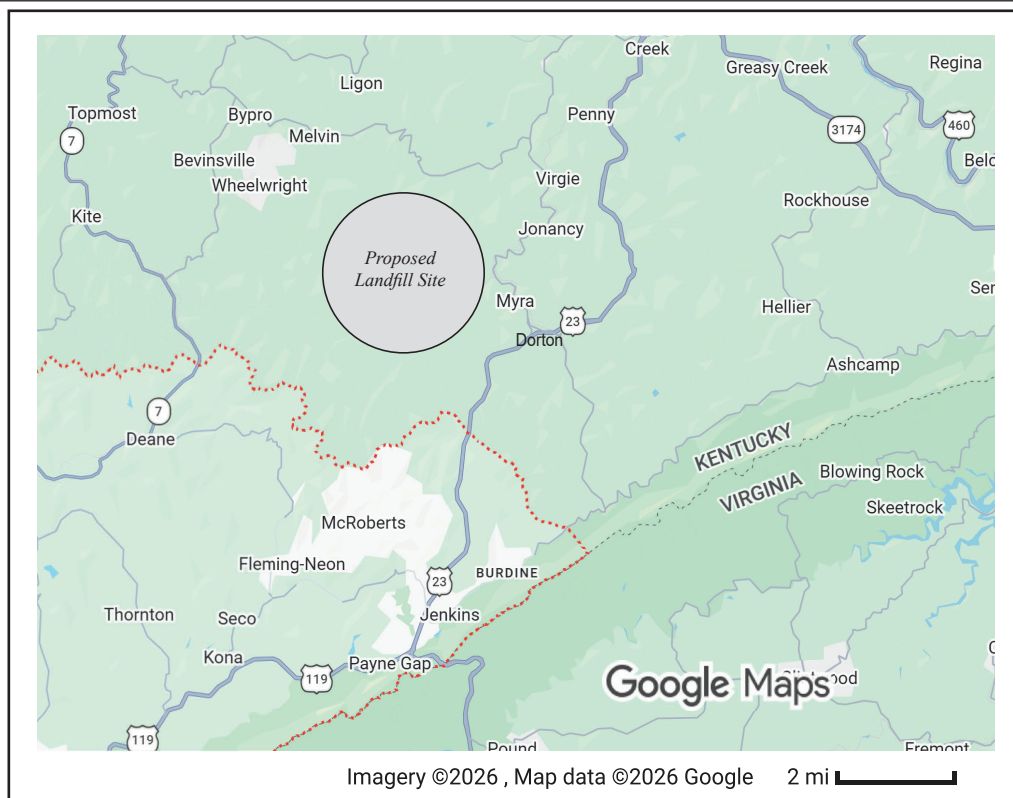 Creek
Greasy Creek
Regina
Ligon
Topmost
Bypro
Penny
460
7
Melvin
3174
Bevinsville
Wheelwright
Virgie
Rockhouse
Kite
Jonancy
Proposed
Landfill Site
Myra
Hellier
23
Dorton
Ashcamp
7
Deane
KENTUCKY
VIRGINIA
Blowing Rock
Skeetrock
McRoberts
Fleming-Neon
BURDINE
23
Thornton
Seco
Jenkins
Kona
Payne Gap
119
Google Maps
119
Pound
Fremont
Imagery ©2026 , Map data ©2026 Google 2 mi